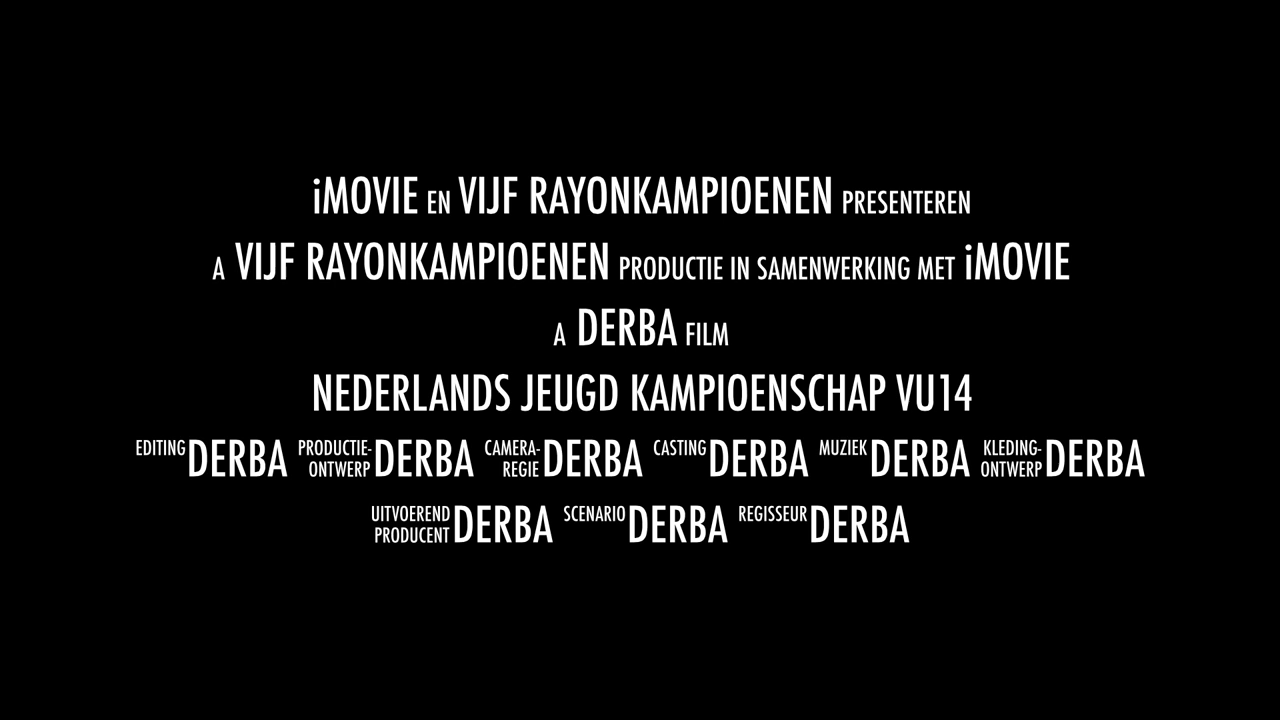 iMOVIE EN VIJF RAYONKAMPIOENEN PRESENTEREN
A VIJF RAYONKAMPIOENEN PRODUCTIE IN SAMENWERKING MET iMOVIE
A DERBA FILM
NEDERLANDS JEUGD KAMPIOENSCHAP VU14
EDITING DERBA PRODUCTIE-ONTWERP DERBA CAMERA-REGIE DERBA CASTING DERBA MUZIEK DERBA KLEDING-ONTWERP DERBA
UITVOEREND PRODUCENT DERBA SCENARIO DERBA REGISSEUR DERBA